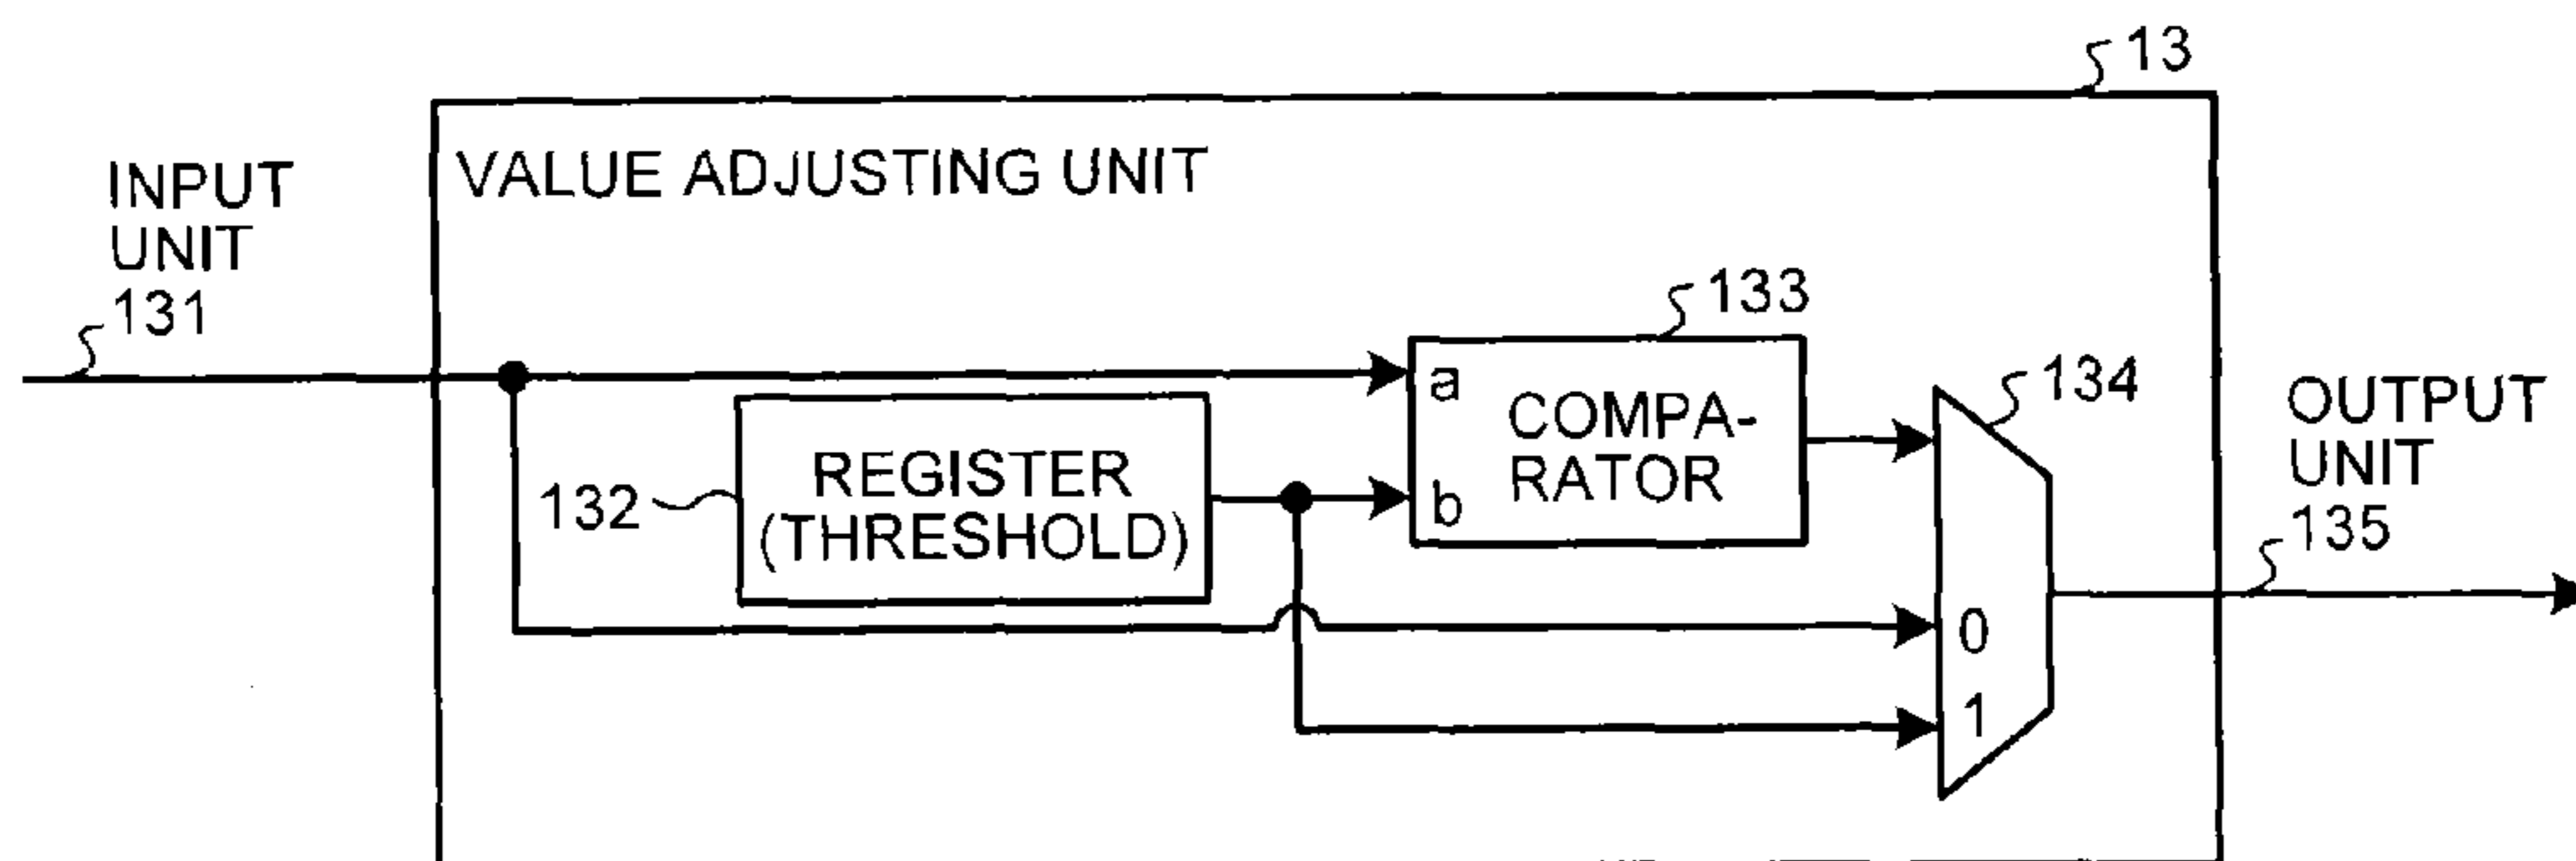 13
VALUE ADJUSTING UNIT
INPUT
UNIT
131
133
a
COMPA-
RATOR
b
134
OUTPUT
UNIT
135
132
REGISTER
(THRESHOLD)
0
1